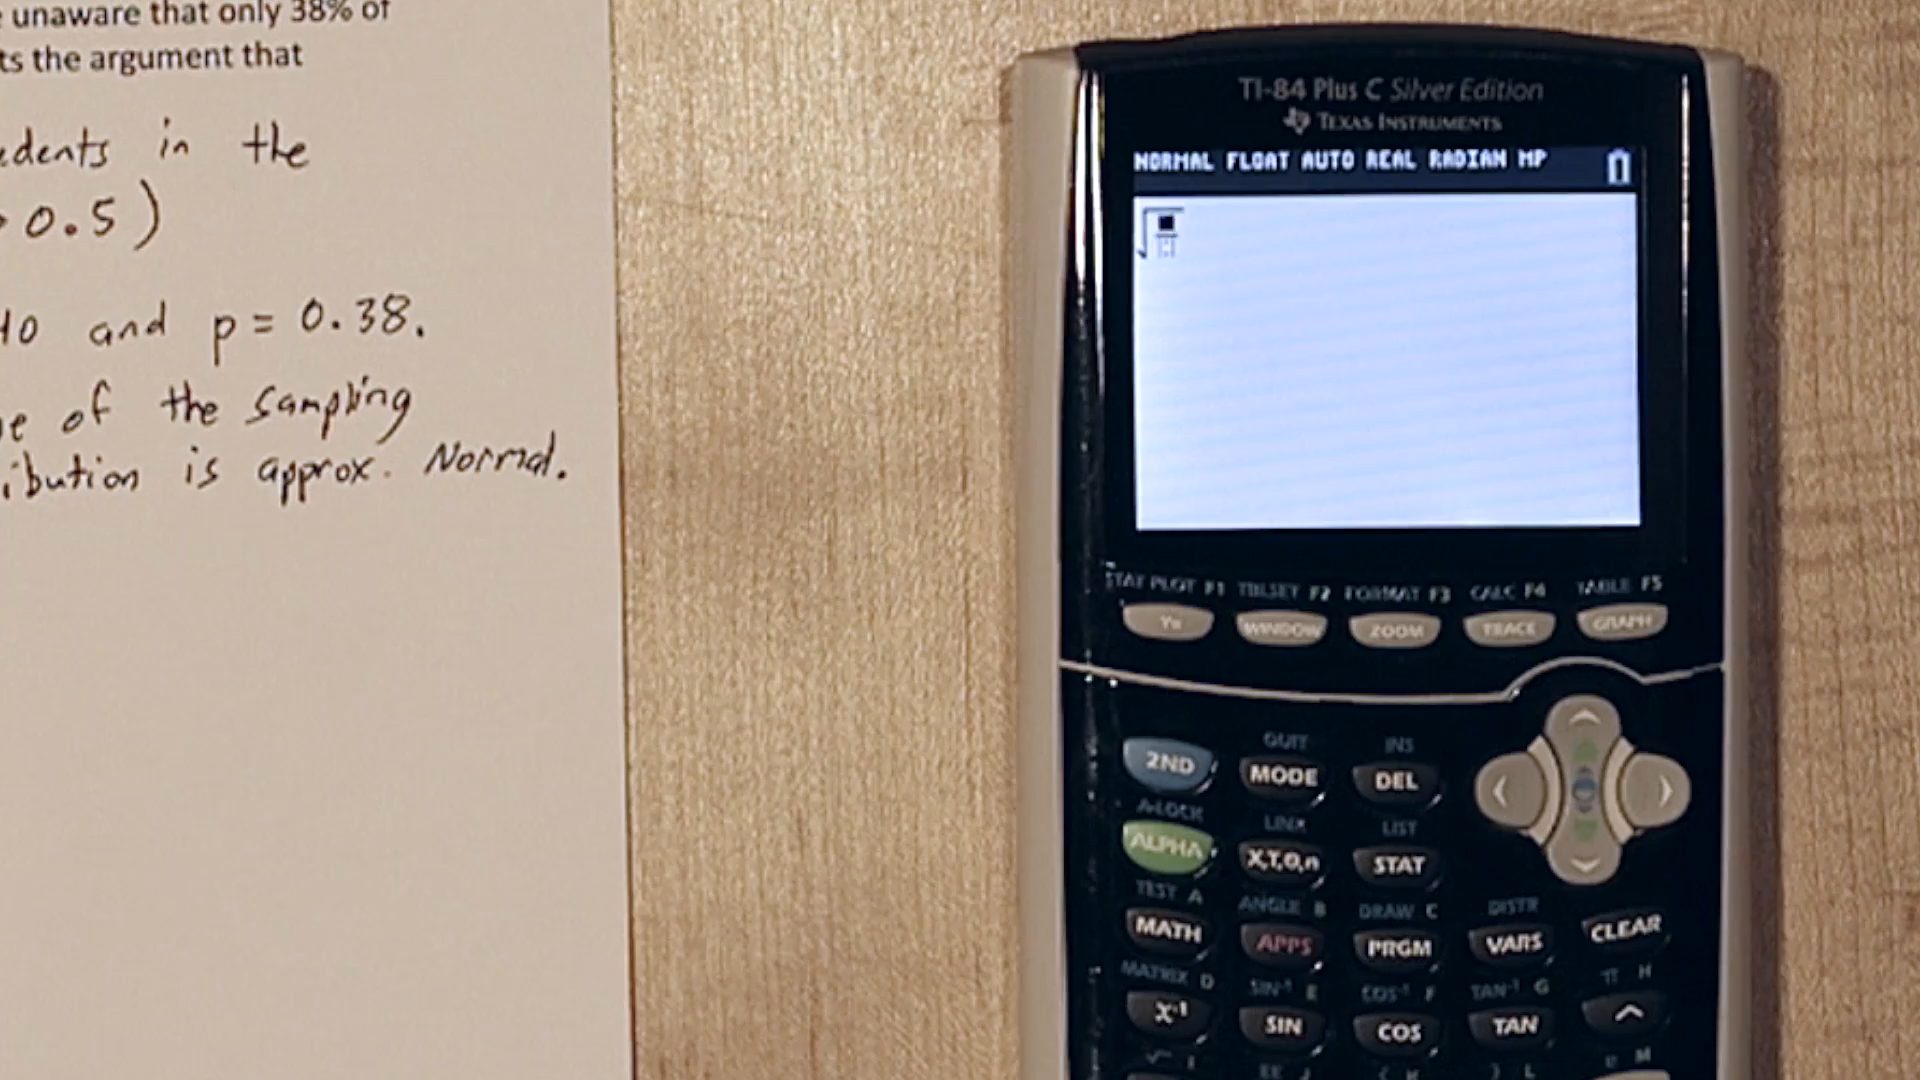 unaware that only 38% of
ts the argument that
edents in the
0.5)
40 and p = 0.38.
e of the sampling
ibution is approx. Normal.
TI-84 Plus C Silver Edition
TEXAS INSTRUMENTS
NORMAL FLOAT AUTO REAL RADIAN MP
STAT PLOT F1 TBLSET F2 FORMAT F3 CALC F4 TABLE F5
Y= WINDOW ZOOM TRACE GRAPH
QUIT INS
2ND MODE DEL
A-LOCK LINK LIST
ALPHA X,T,θ,n STAT
TEST A ANGLE B DRAW C DISTR
MATH APPS PRGM VARS CLEAR
MATRIX D SIN⁻¹ E COS⁻¹ F TAN⁻¹ G π H
X⁻¹ SIN COS TAN ^
√ I EE J { K } L e M